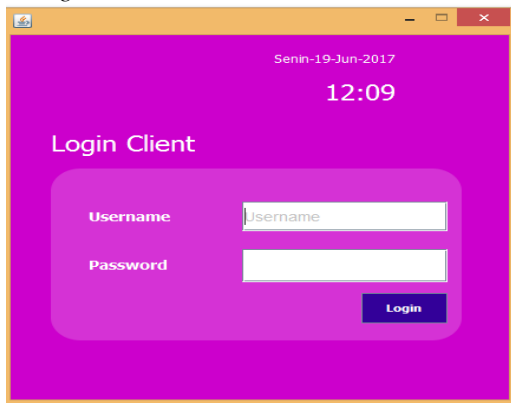 Senin-19-Jun-2017
12:09
Login Client
Username
Username
Password
Login